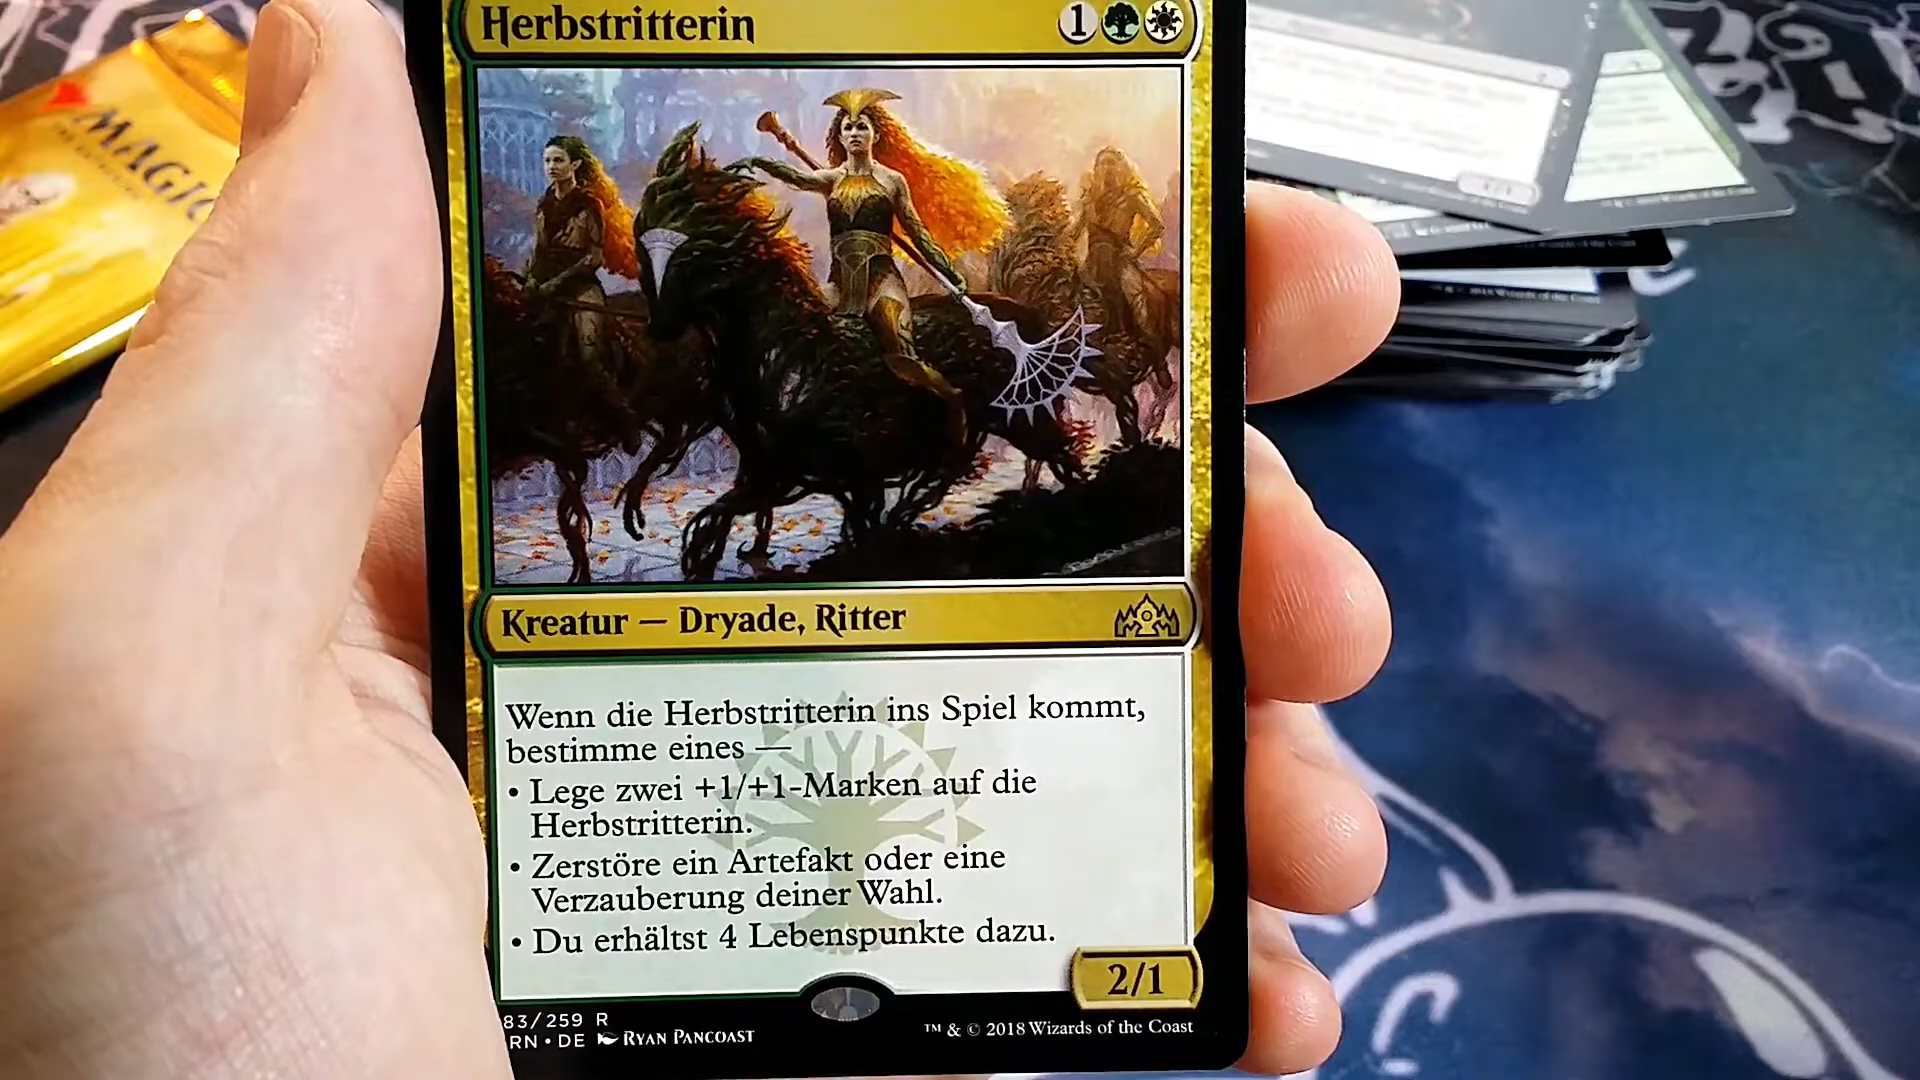 Herbstritterin
1
MAGIC
Kreatur — Dryade, Ritter
Wenn die Herbstritterin ins Spiel kommt,
bestimme eines —
• Lege zwei +1/+1-Marken auf die
Herbstritterin.
• Zerstöre ein Artefakt oder eine
Verzauberung deiner Wahl.
• Du erhältst 4 Lebenspunkte dazu.
2/1
83/259 R
RN • DE RYAN PANCOAST
™ & © 2018 Wizards of the Coast